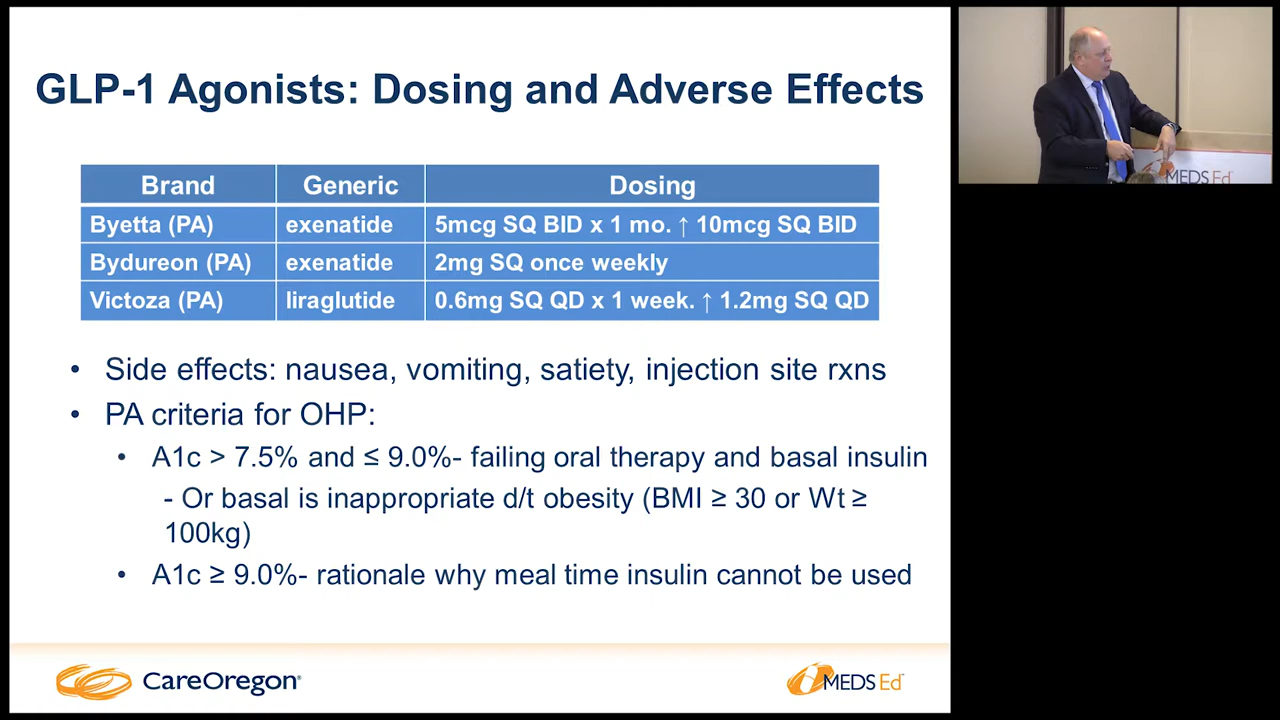 GLP-1 Agonists: Dosing and Adverse Effects
Brand Generic Dosing
Byetta (PA) exenatide 5mcg SQ BID x 1 mo. ↑ 10mcg SQ BID
Bydureon (PA) exenatide 2mg SQ once weekly
Victoza (PA) liraglutide 0.6mg SQ QD x 1 week. ↑ 1.2mg SQ QD
• Side effects: nausea, vomiting, satiety, injection site rxns
• PA criteria for OHP:
• A1c > 7.5% and ≤ 9.0%- failing oral therapy and basal insulin
- Or basal is inappropriate d/t obesity (BMI ≥ 30 or Wt ≥
100kg)
• A1c ≥ 9.0%- rationale why meal time insulin cannot be used
CareOregon®
MEDS Ed™
MEDS Ed™